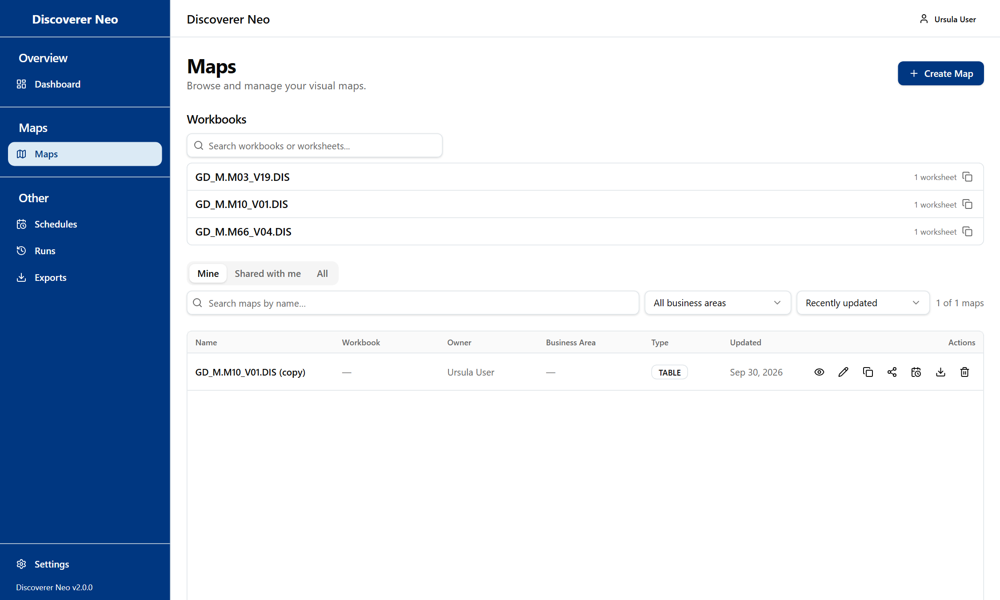 Discoverer Neo
Discoverer Neo
Ursula User
Overview
Dashboard
Maps
Maps
Other
Schedules
Runs
Exports
Settings
Discoverer Neo v2.0.0
Maps
Browse and manage your visual maps.
Create Map
Workbooks
Search workbooks or worksheets...
GD_M.M03_V19.DIS 1 worksheet
GD_M.M10_V01.DIS 1 worksheet
GD_M.M66_V04.DIS 1 worksheet
Mine Shared with me All
Search maps by name... All business areas Recently updated 1 of 1 maps
Name Workbook Owner Business Area Type Updated Actions
GD_M.M10_V01.DIS (copy) — Ursula User — TABLE Sep 30, 2026